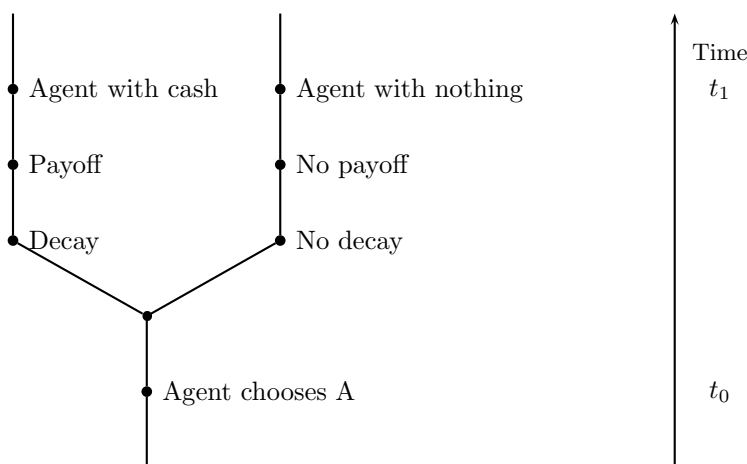 Time
Agent with cash Agent with nothing t₁
Payoff No payoff
Decay No decay
Agent chooses A t₀